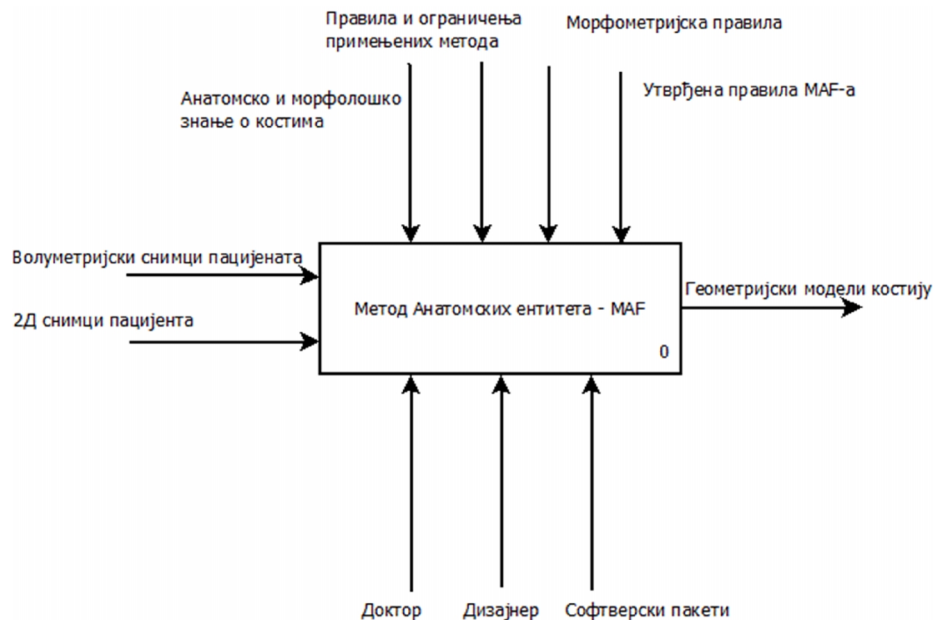 Правила и ограничења
примењених метода
Морфометријска правила
Утврђена правила MAF-а
Анатомско и морфолошко
знање о костима
Волуметријски снимци пацијената
2Д снимци пацијента
Метод Анатомских ентитета - MAF
0
Геометријски модели костију
Доктор
Дизајнер
Софтверски пакети